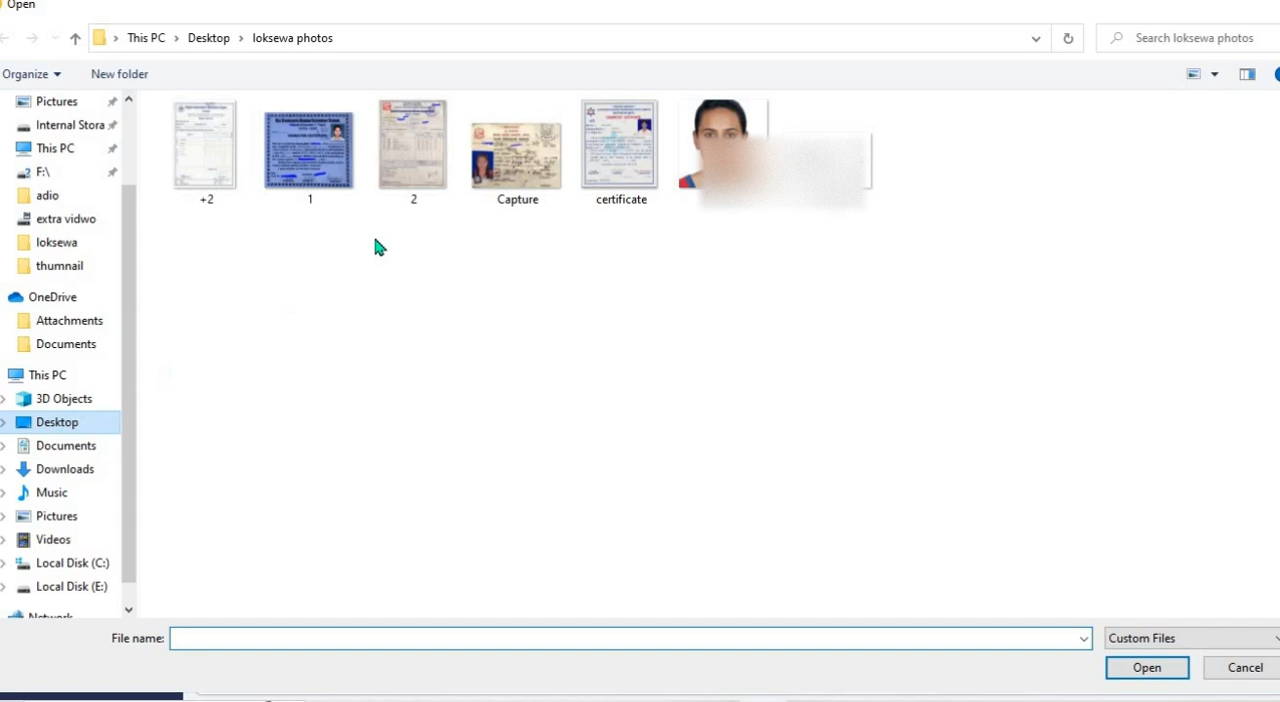 Open
This PC > Desktop > loksewa photos
Search loksewa photos
Organize
New folder
Pictures
Internal Stora
This PC
F:\
adio
extra vidwo
loksewa
thumnail
OneDrive
Attachments
Documents
This PC
3D Objects
Desktop
Documents
Downloads
Music
Pictures
Videos
Local Disk (C:)
Local Disk (E:)
Network
+2
1
2
Capture
certificate
File name:
Custom Files
Open
Cancel